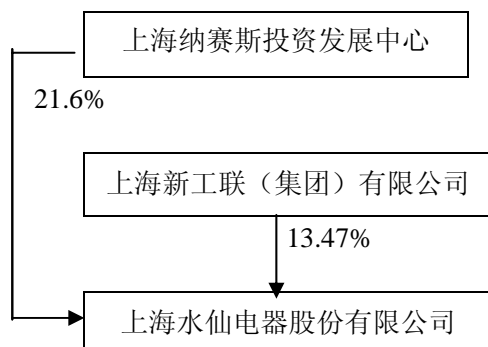 上海纳赛斯投资发展中心
21.6%
上海新工联（集团）有限公司
13.47%
上海水仙电器股份有限公司